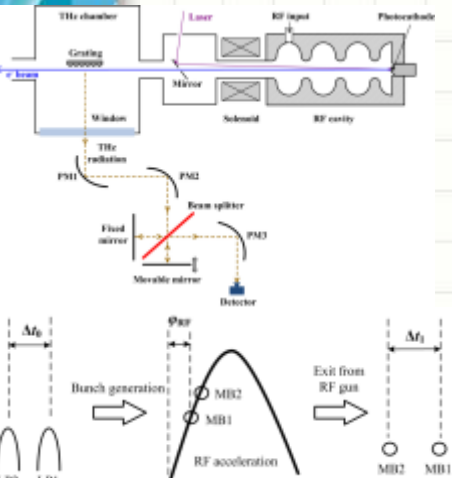 THz chamber
Laser
RF input
Photocathode
Grating
e⁻ beam
Mirror
Window
Solenoid
RF cavity
THz
radiation
PM1
PM2
Beam splitter
Fixed
mirror
PM3
Movable mirror
Detector
Δt₀
φRF
Δt₁
Bunch generation
MB2
MB1
Exit from
RF gun
RF acceleration
MB2
MB1